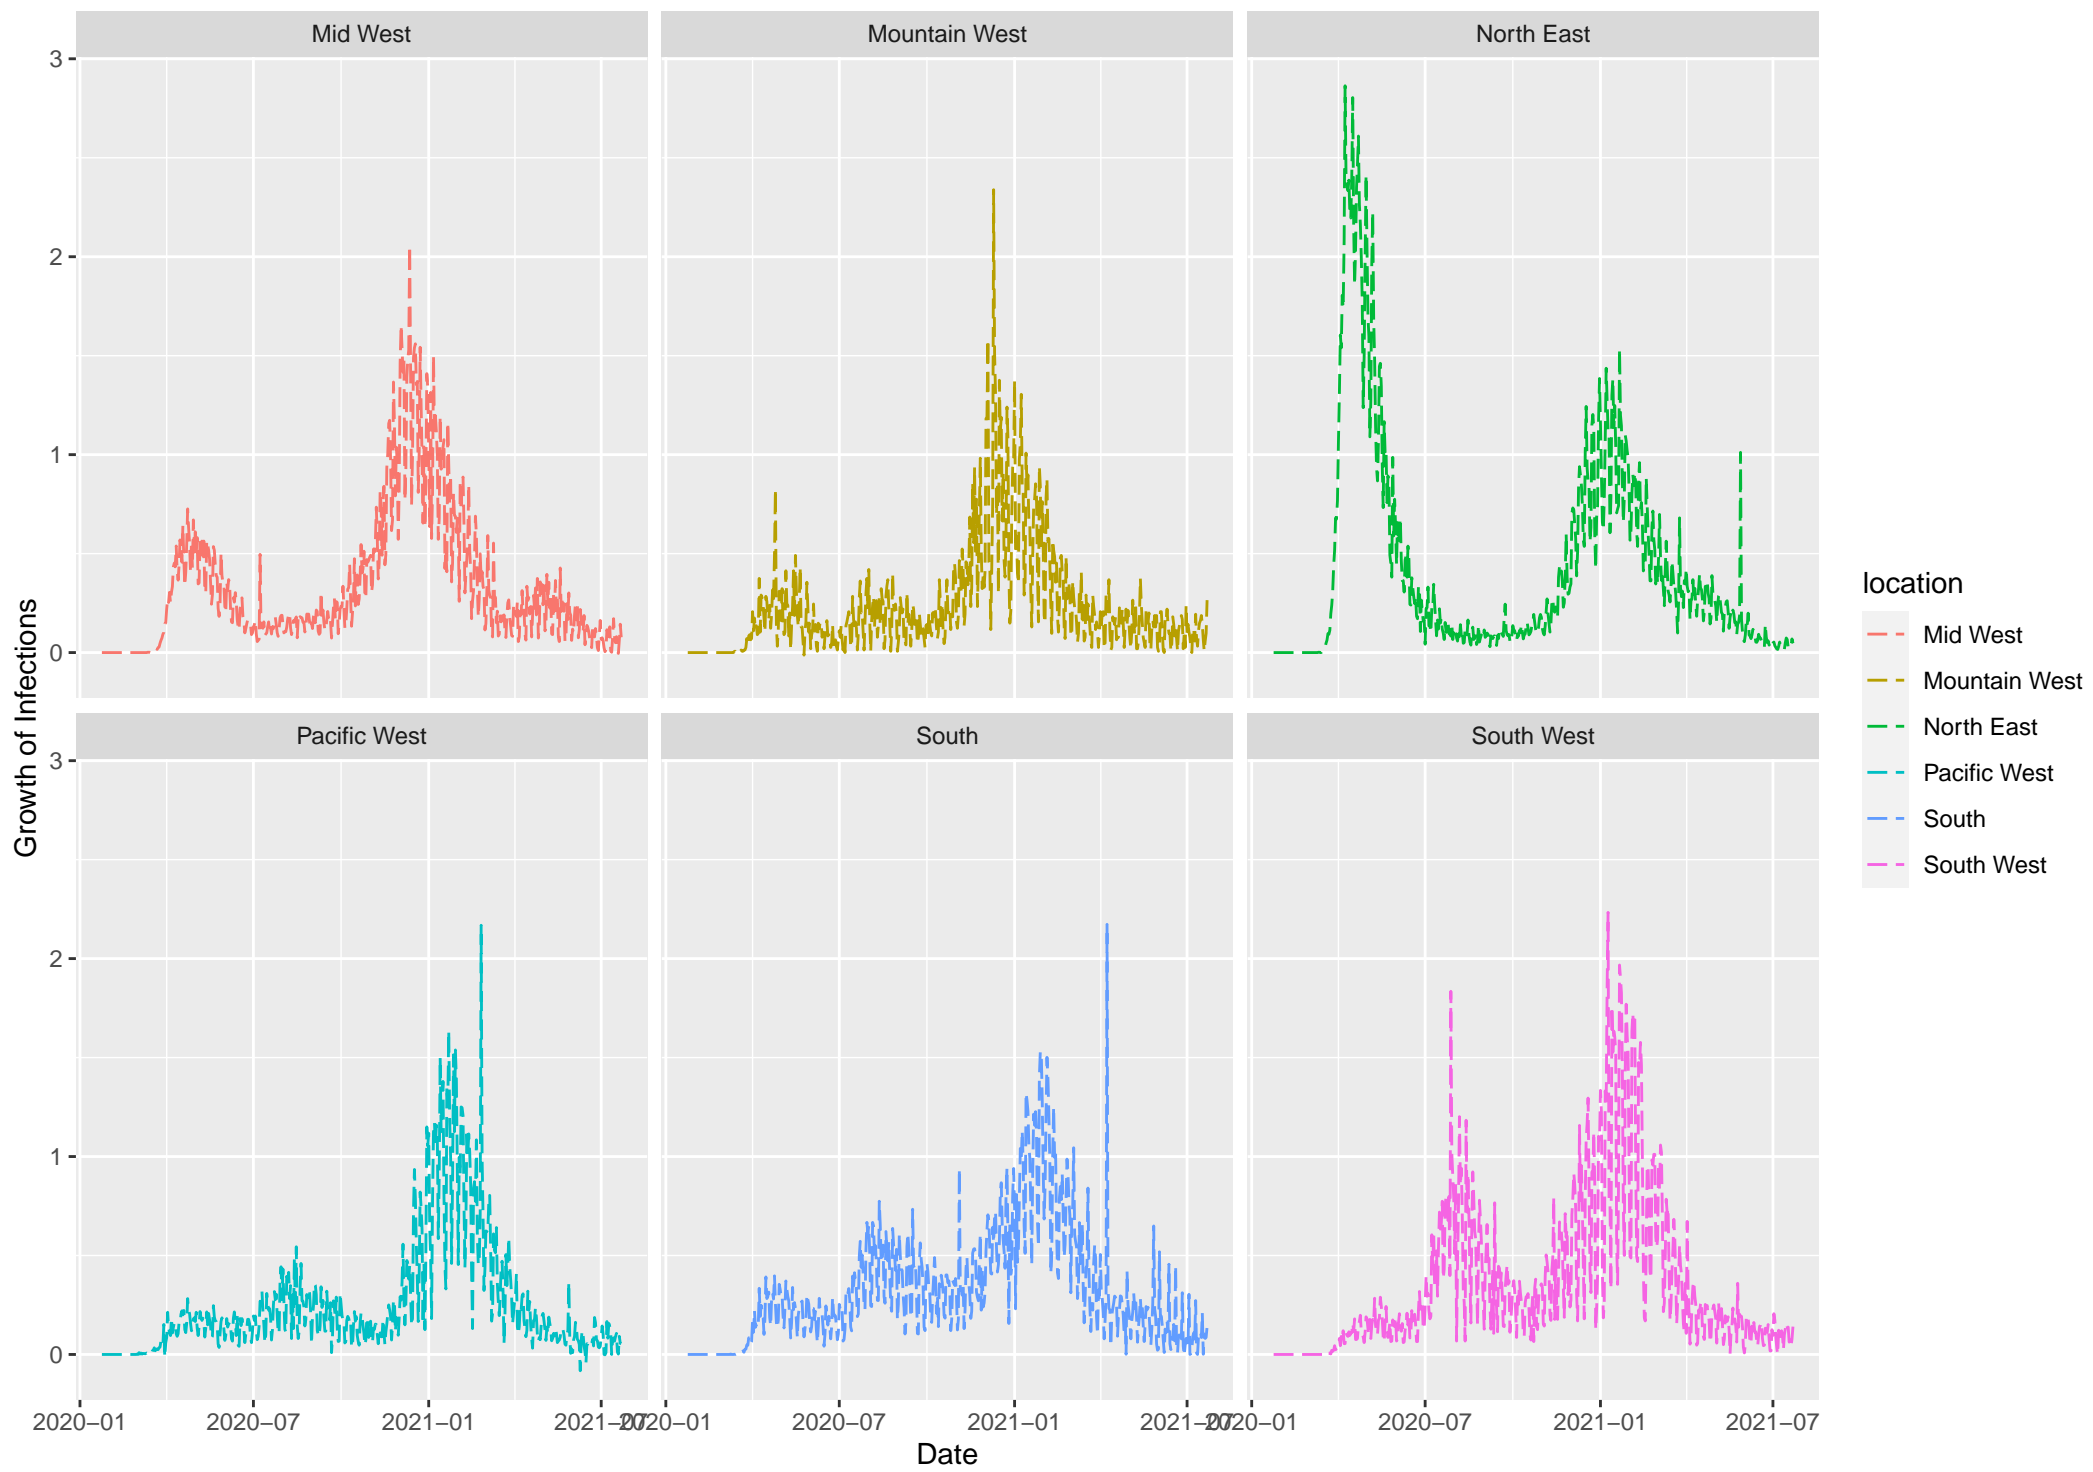 Mid West
Mountain West
North East
3
2
1
0
Growth of Infections
Pacific West
South
South West
3
2
1
0
2020–01
2020–07
2021–01
2021–07
2020–01
2020–07
2021–01
2021–07
2020–01
2020–07
2021–01
2021–07
Date
location
Mid West
Mountain West
North East
Pacific West
South
South West